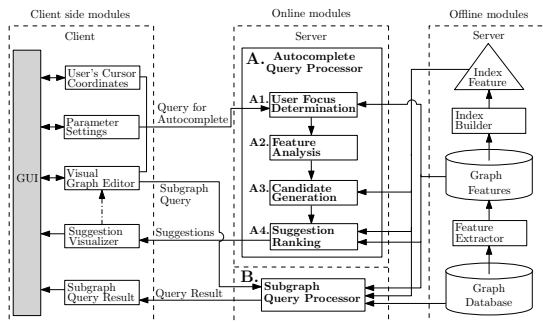 Client side modules
Online modules
Offline modules
Client
Server
Server
GUI
User's Cursor
Coordinates
Parameter
Settings
Visual
Graph Editor
Suggestion
Visualizer
Subgraph
Query Result
Query for
Autocomplete
Subgraph
Query
Suggestions
Query Result
A. Autocomplete
Query Processor
A1. User Focus
Determination
A2. Feature
Analysis
A3. Candidate
Generation
A4. Suggestion
Ranking
B. Subgraph
Query Processor
Index
Feature
Index
Builder
Graph
Features
Feature
Extractor
Graph
Database